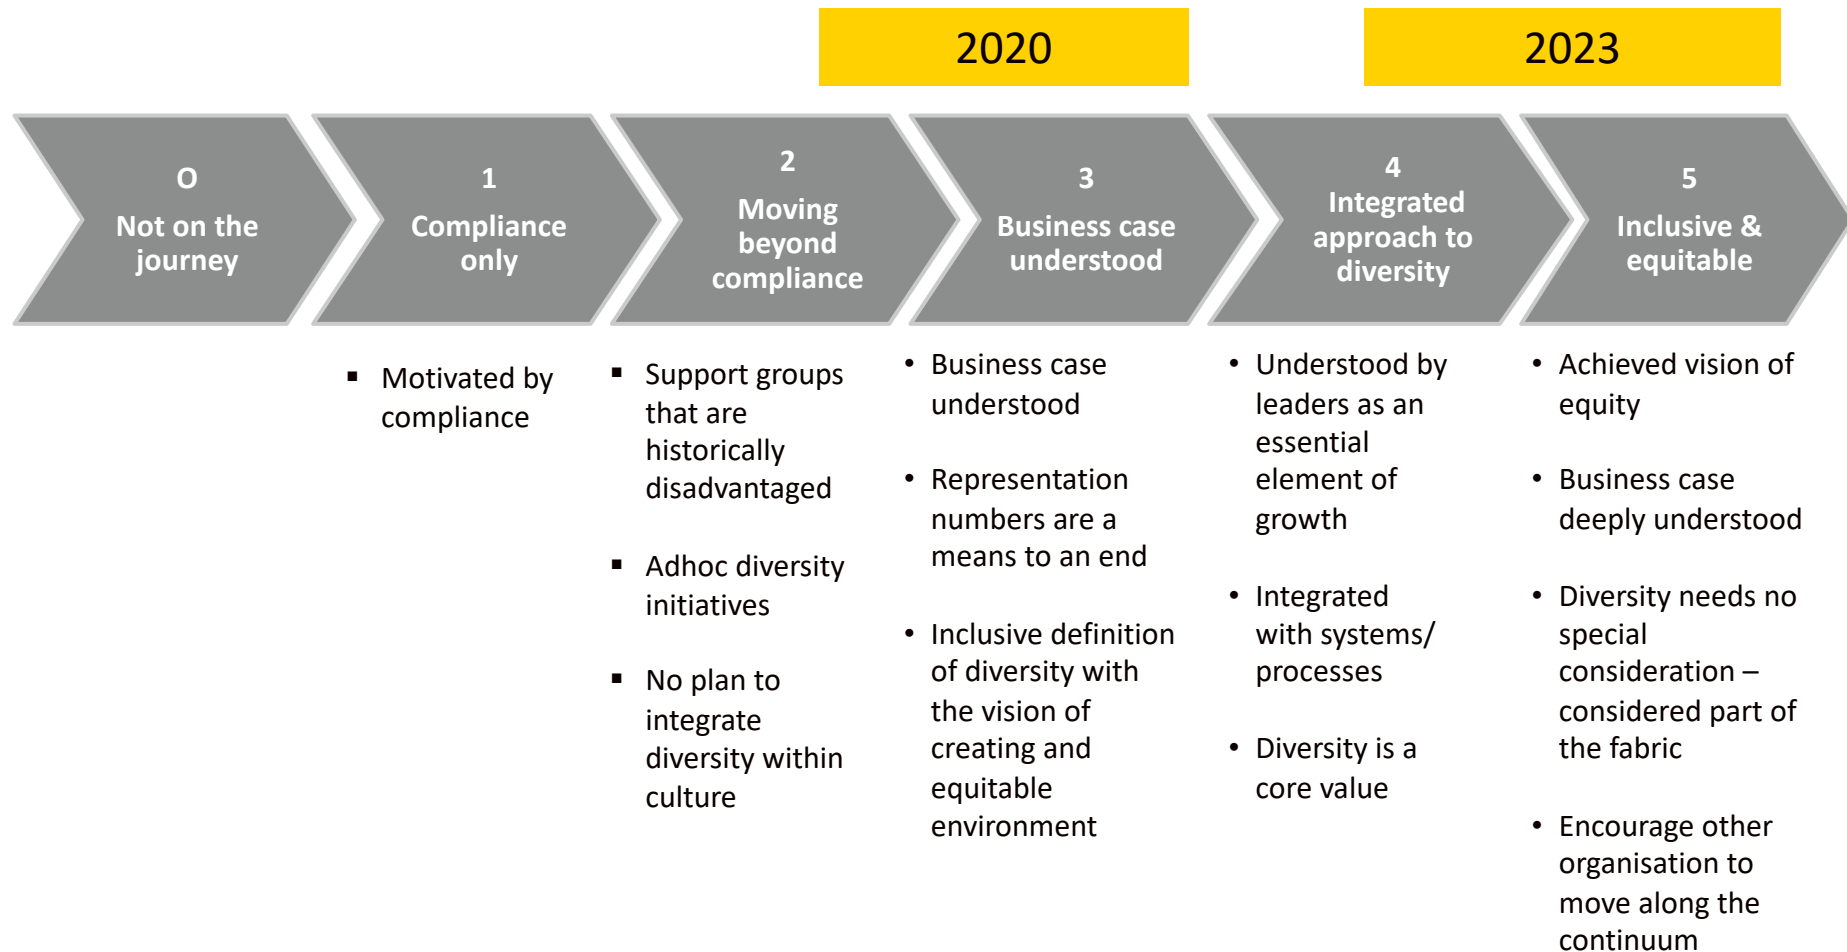 2020
2023
O
Not on the
journey
1
Compliance
only
2
Moving
beyond
compliance
3
Business case
understood
4
Integrated
approach to
diversity
5
Inclusive &
equitable
▪ Motivated by
compliance
▪ Support groups
that are
historically
disadvantaged
▪ Adhoc diversity
initiatives
▪ No plan to
integrate
diversity within
culture
• Business case
understood
• Representation
numbers are a
means to an end
• Inclusive definition
of diversity with
the vision of
creating and
equitable
environment
• Understood by
leaders as an
essential
element of
growth
• Integrated
with systems/
processes
• Diversity is a
core value
• Achieved vision of
equity
• Business case
deeply understood
• Diversity needs no
special
consideration –
considered part of
the fabric
• Encourage other
organisation to
move along the
continuum